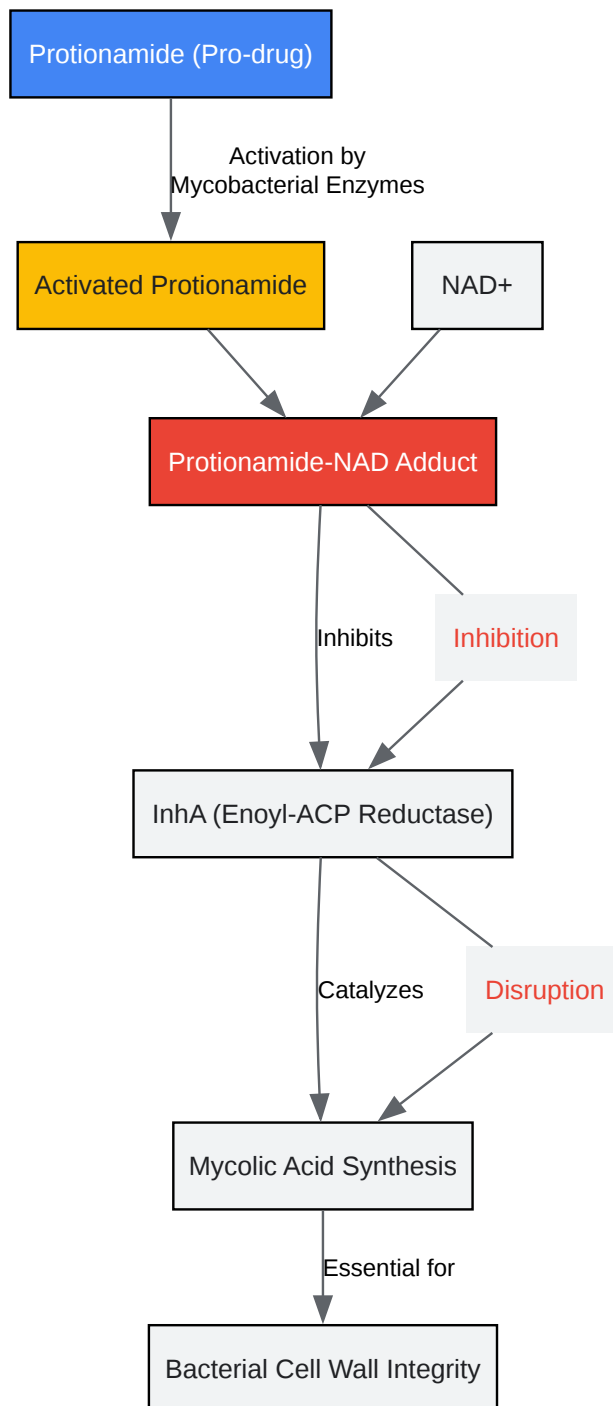 Protionamide (Pro-drug)
Activation by
Mycobacterial Enzymes
Activated Protionamide
NAD+
Protionamide-NAD Adduct
Inhibits
Inhibition
InhA (Enoyl-ACP Reductase)
Catalyzes
Disruption
Mycolic Acid Synthesis
Essential for
Bacterial Cell Wall Integrity